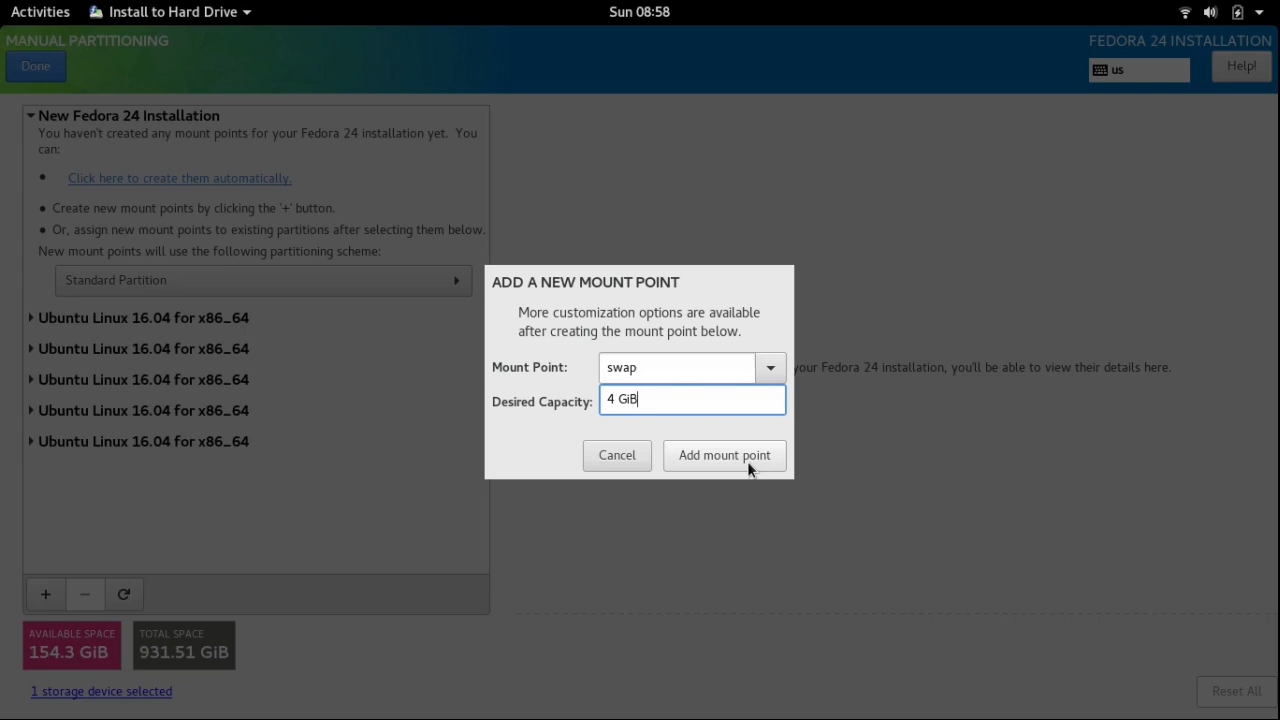 Activities Install to Hard Drive Sun 08:58
MANUAL PARTITIONING
FEDORA 24 INSTALLATION
Done
us
Help!
New Fedora 24 Installation
You haven't created any mount points for your Fedora 24 installation yet. You
can:
• Click here to create them automatically.
• Create new mount points by clicking the '+' button.
• Or, assign new mount points to existing partitions after selecting them below.
New mount points will use the following partitioning scheme:
Standard Partition
Ubuntu Linux 16.04 for x86_64
Ubuntu Linux 16.04 for x86_64
Ubuntu Linux 16.04 for x86_64
Ubuntu Linux 16.04 for x86_64
Ubuntu Linux 16.04 for x86_64
ADD A NEW MOUNT POINT
More customization options are available
after creating the mount point below.
Mount Point: swap
Desired Capacity: 4 GiB
Cancel Add mount point
your Fedora 24 installation, you'll be able to view their details here.
+ −
AVAILABLE SPACE
154.3 GiB
TOTAL SPACE
931.51 GiB
1 storage device selected
Reset All